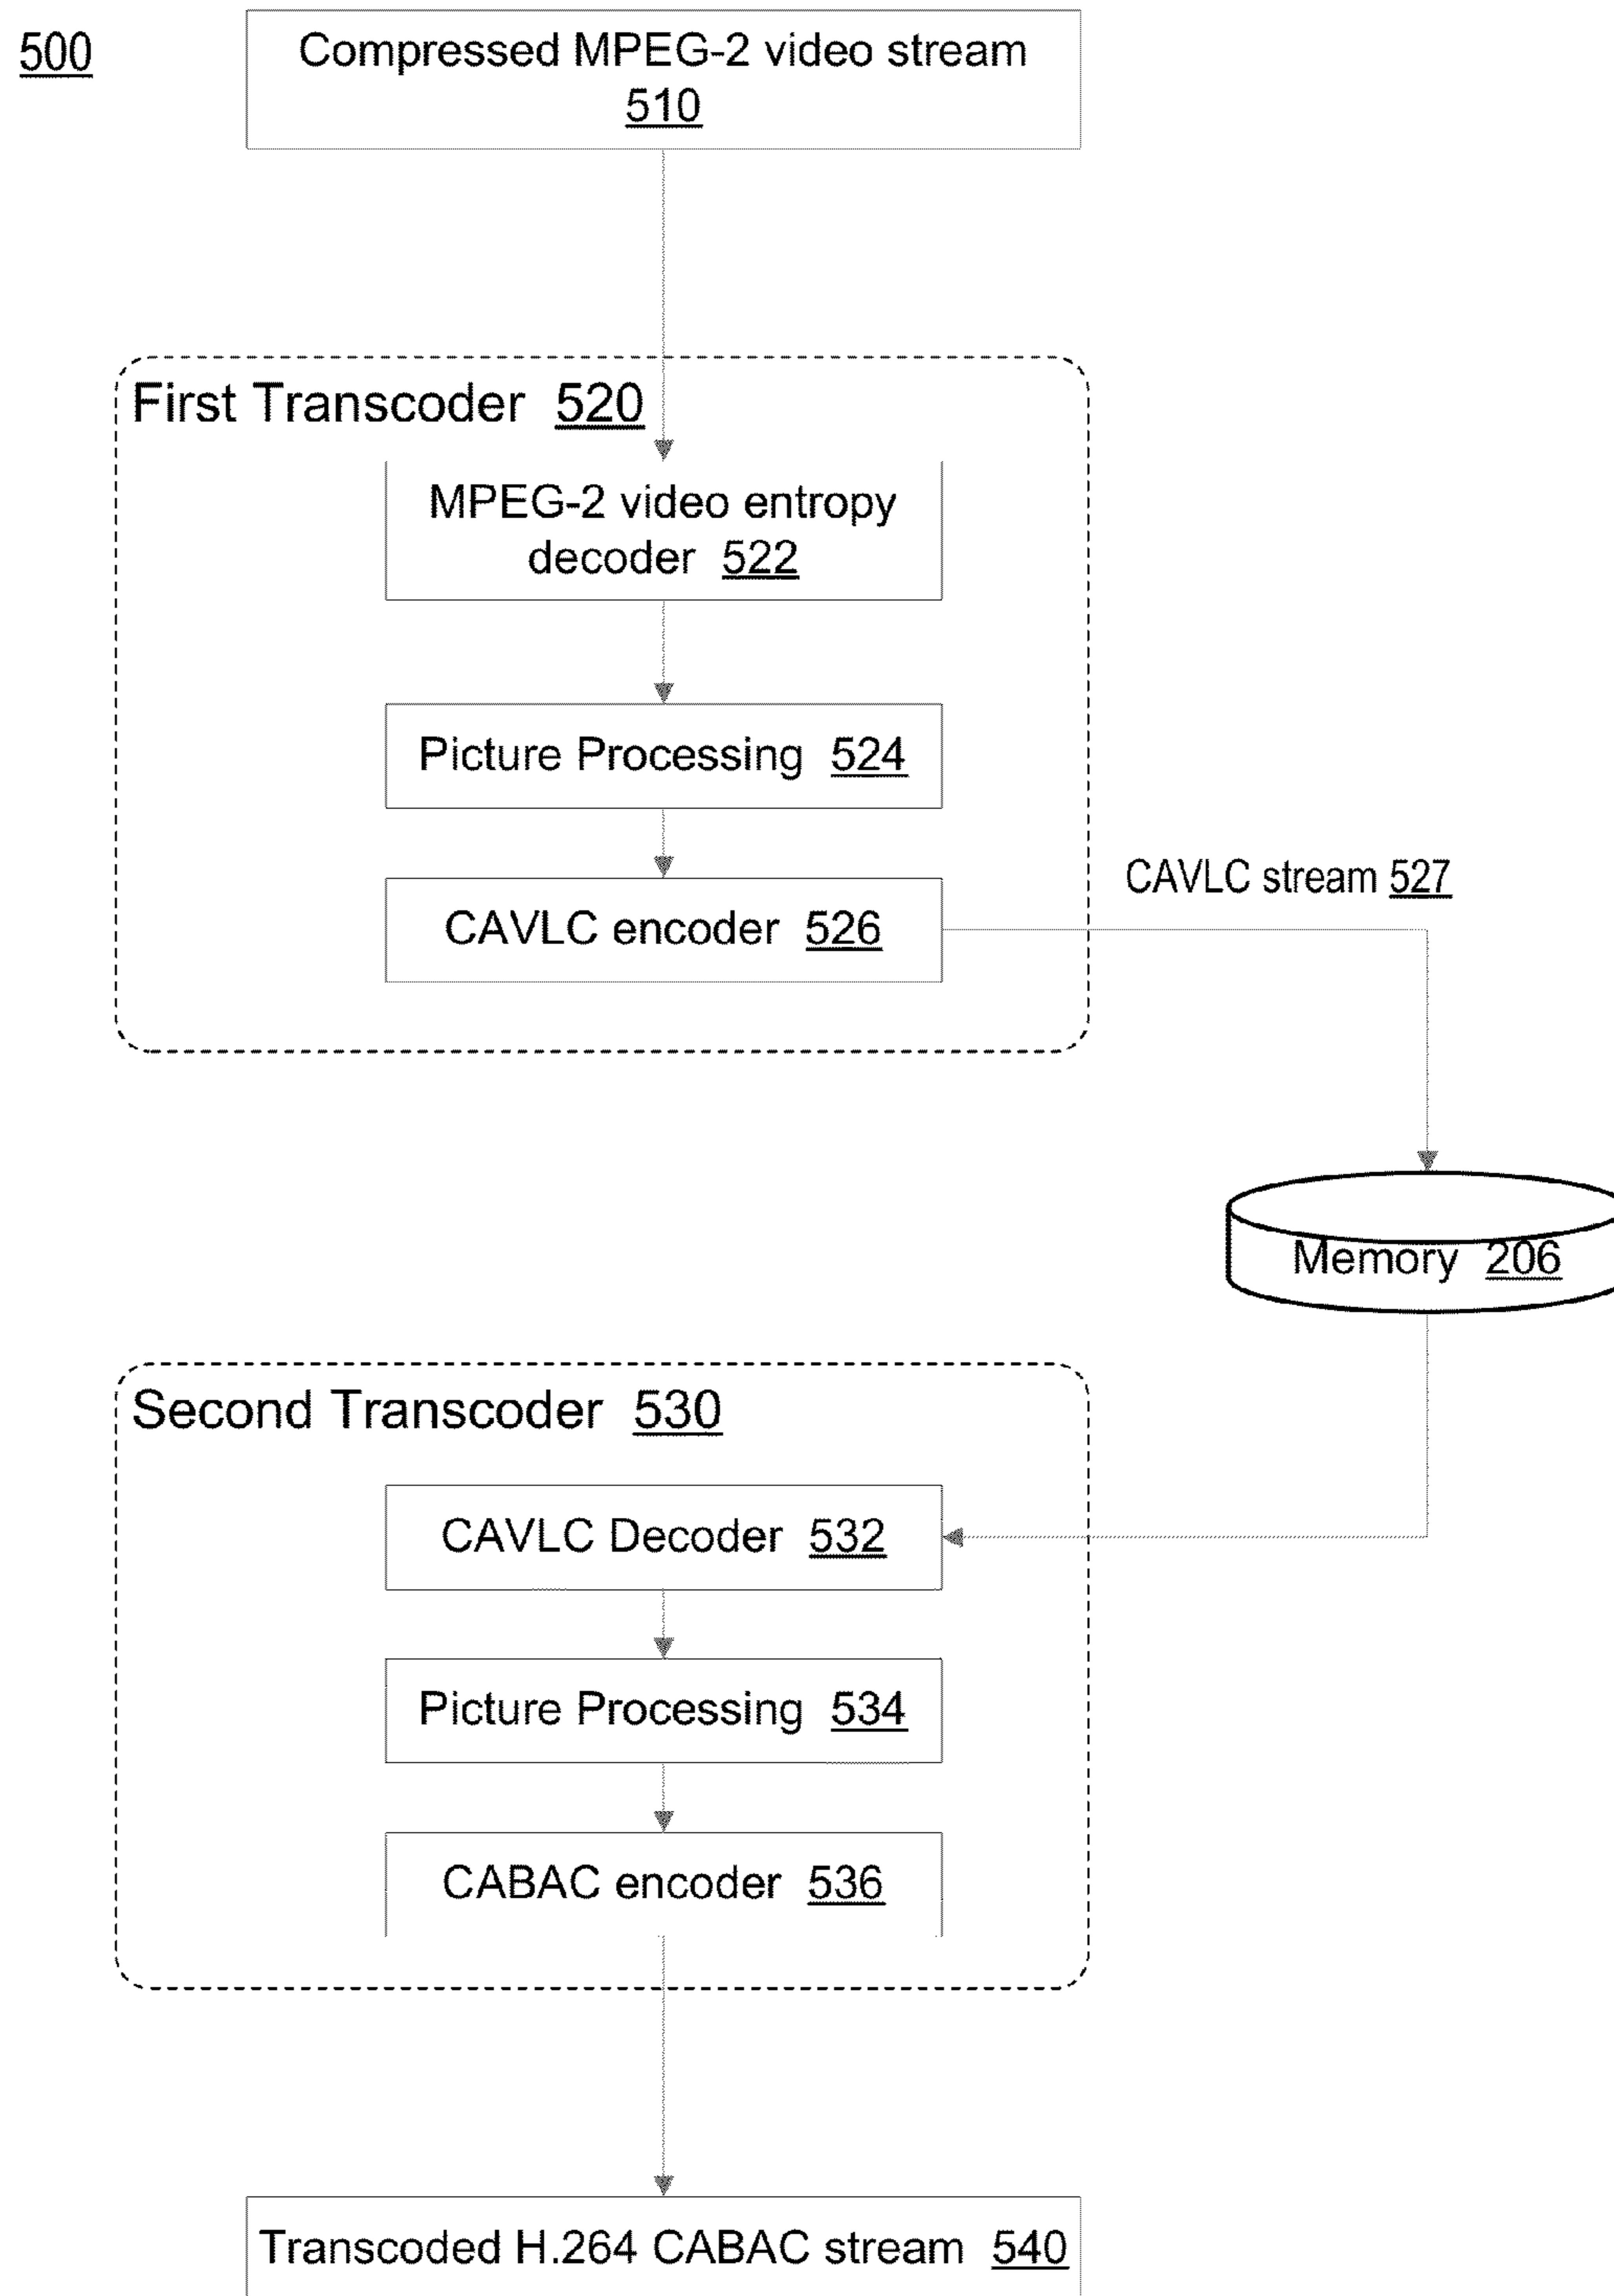 500
Compressed MPEG-2 video stream
510
First Transcoder 520
MPEG-2 video entropy
decoder 522
Picture Processing 524
CAVLC encoder 526
CAVLC stream 527
Memory 206
Second Transcoder 530
CAVLC Decoder 532
Picture Processing 534
CABAC encoder 536
Transcoded H.264 CABAC stream 540